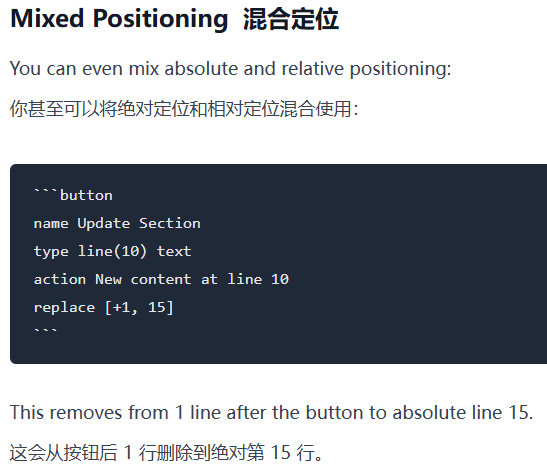 Mixed Positioning 混合定位
You can even mix absolute and relative positioning:
你甚至可以将绝对定位和相对定位混合使用：
```button
name Update Section
type line(10) text
action New content at line 10
replace [+1, 15]
```
This removes from 1 line after the button to absolute line 15.
这会从按钮后 1 行删除到绝对第 15 行。